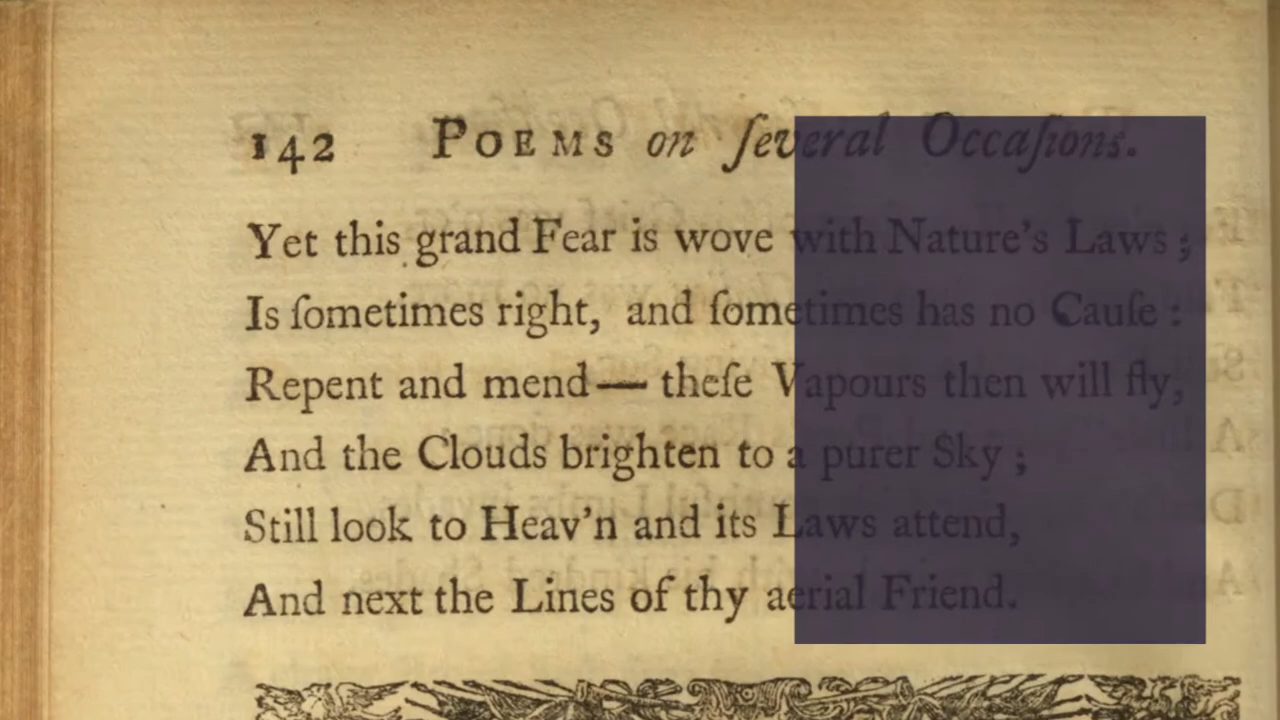 142 POEMS on ſeveral Occaſions.
Yet this grand Fear is wove with Nature's Laws ;
Is ſometimes right, and ſometimes has no Cauſe :
Repent and mend — theſe Vapours then will fly,
And the Clouds brighten to a purer Sky ;
Still look to Heav'n and its Laws attend,
And next the Lines of thy aerial Friend.